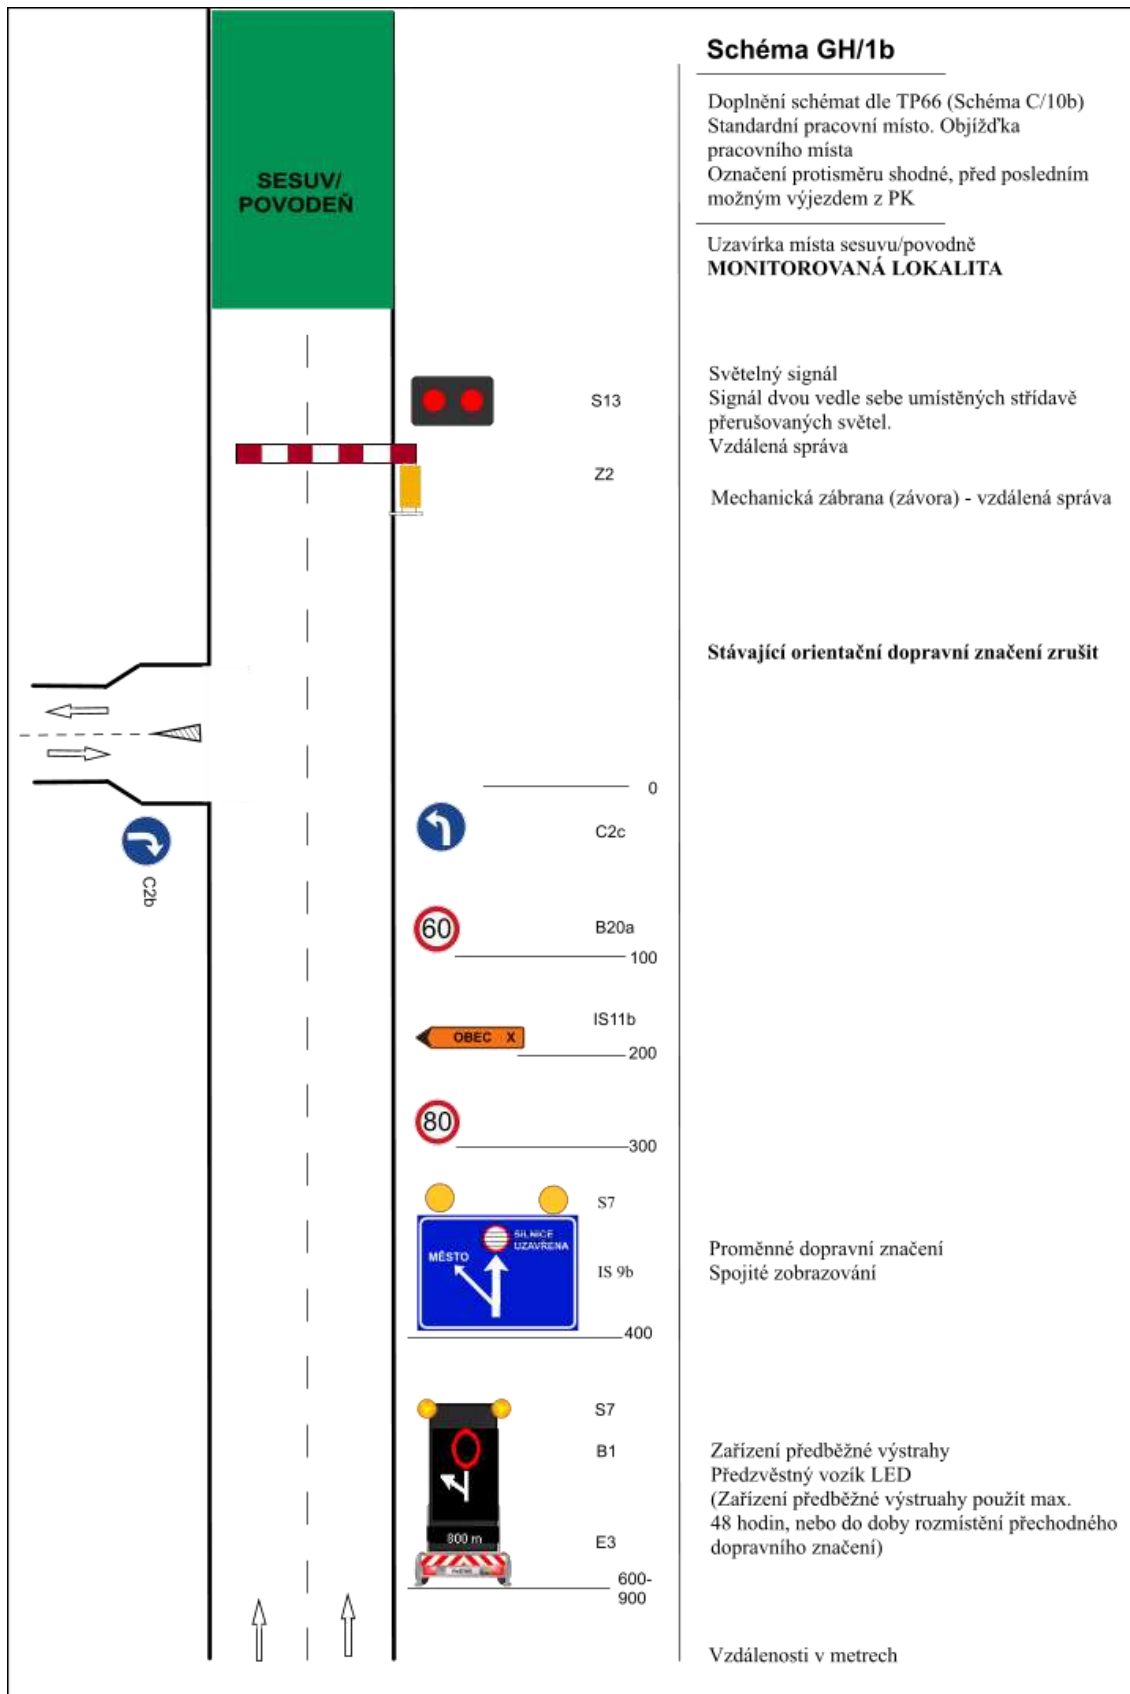 Schéma GH/1b
Doplnění schémat dle TP66 (Schéma C/10b)
Standardní pracovní místo. Objížďka
pracovního místa
Označení protisměru shodné, před posledním
možným výjezdem z PK
SESUV/
POVODEŇ
Uzavírka místa sesuvu/povodně
MONITOROVANÁ LOKALITA
S13
Světelný signál
Signál dvou vedle sebe umístěných střídavě
přerušovaných světel.
Vzdálená správa
Z2
Mechanická zábrana (závora) - vzdálená správa
Stávající orientační dopravní značení zrušit
0
C2c
C2b
60
B20a
100
IS11b
OBEC X
200
80
300
S7
SILNICE
UZAVŘENA
MĚSTO
IS 9b
Proměnné dopravní značení
Spojité zobrazování
400
S7
B1
Zařízení předběžné výstrahy
Předzvěstný vozík LED
(Zařízení předběžné výstruahy použít max.
48 hodin, nebo do doby rozmístění přechodného
dopravního značení)
800 m
E3
600-
900
Vzdálenosti v metrech